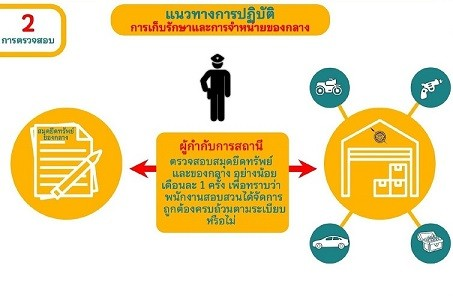 2
การตรวจสอบ
แนวทางการปฏิบัติ
การเก็บรักษาและการจำหน่ายของกลาง
สมุดยึดทรัพย์
ของกลาง
ผู้กำกับการสถานี
ตรวจสอบสมุดยึดทรัพย์
และของกลาง อย่างน้อย
เดือนละ 1 ครั้ง เพื่อทราบว่า
พนักงานสอบสวนได้จัดการ
ถูกต้องครบถ้วนตามระเบียบ
หรือไม่